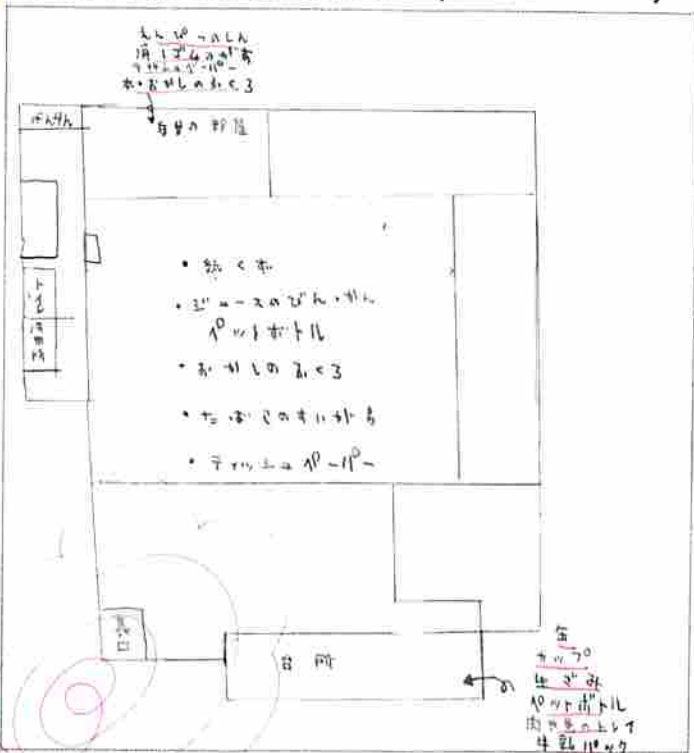 えんぴつのしん
消しゴムのかす
ティッシュペーパー
本・おかしのふくろ
げんかん
自分の部屋
・紙くず
・ジュースのびん・かん
ペットボトル
・おかしのふくろ
・たばこのすいがら
・ティッシュペーパー
トイレ
洗面所
台所
缶
カップ
生ごみ
ペットボトル
肉や魚のトレイ
牛乳パック